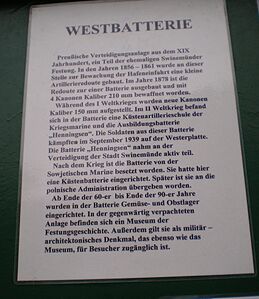 WESTBATTERIE
Preußische Verteidigungsanlage aus dem XIX
Jahrhundert, ein Teil der ehemaligen Swinemünder
Festung. In den Jahren 1856 – 1861 wurde an dieser
Stelle zur Bewachung der Hafeneinfahrt eine kleine
Artellerieredoute gebaut. Im Jahre 1878 ist die
Redoute zur einer Batterie ausgebaut und mit
4 Kanonen Kaliber 210 mm bewaffnet worden.
Während des I Weltkrieges wurden neue Kanonen
Kaliber 150 mm aufgestellt. Im II Weltkrieg befand
sich in der Batterie eine Küstenartillerieschule der
Kriegsmarine und die Ausbildungsbatterie
„Henningsen". Die Soldaten aus dieser Batterie
kämpften im September 1939 auf der Westerplatte.
Die Batterie „Henningsen" nahm an der
Verteidigung der Stadt Swinemünde aktiv teil.
Nach dem Krieg ist die Batterie von der
Sowjetischen Marine besetzt worden. Sie hatte hier
eine Küstenbatterie eingerichtet. Später ist sie an die
polnische Administration übergeben worden.
Ab Ende der 60-er bis Ende der 90-er Jahre
wurden in der Batterie Gemüse- und Obstlager
eingerichtet. In der gegenwärtig verpachteten
Anlage befinden sich ein Museum der
Festungsgeschichte. Außerdem gilt sie als militär –
architektonisches Denkmal, das ebenso wie das
Museum, für Besucher zugänglich ist.